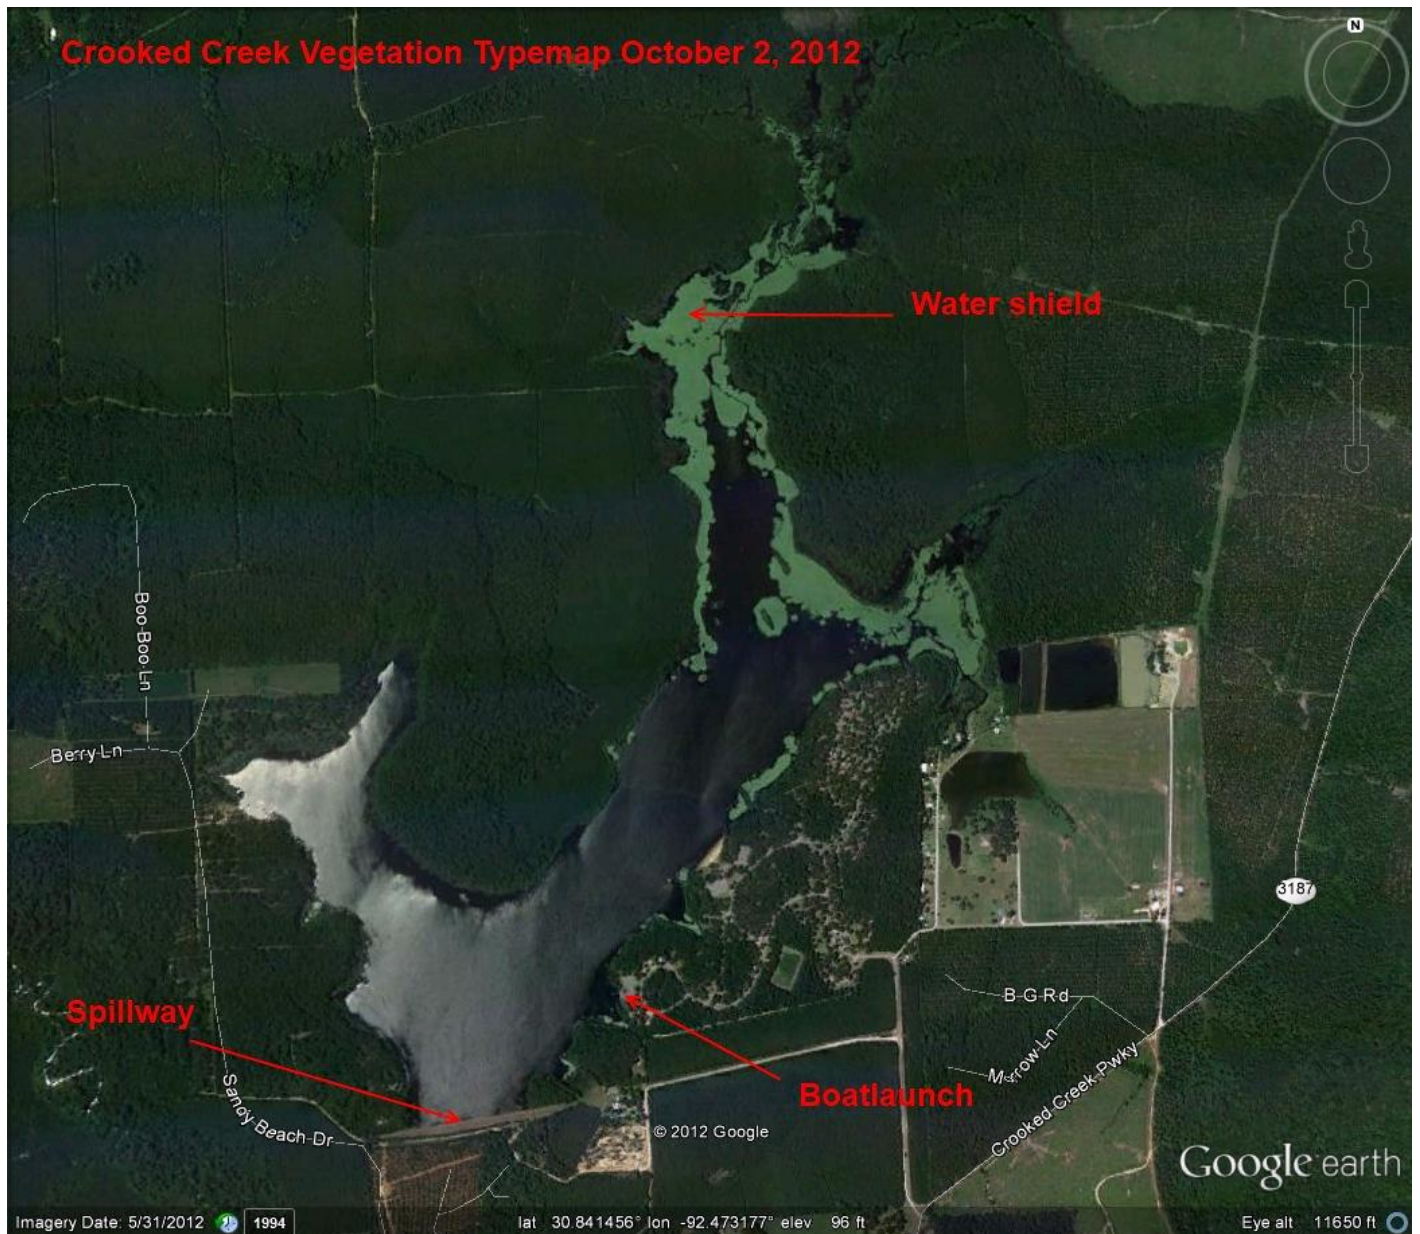 Crooked Creek Vegetation Typemap October 2, 2012
N
Water shield
Boo-Boo Ln
Berry Ln
3187
Spillway
B G Rd
Morrow Ln
Boatlaunch
Crooked Creek Pwky
Sandy Beach Dr
© 2012 Google
Google earth
Imagery Date: 5/31/2012 1994 lat 30.841456° lon -92.473177° elev 96 ft Eye alt 11650 ft